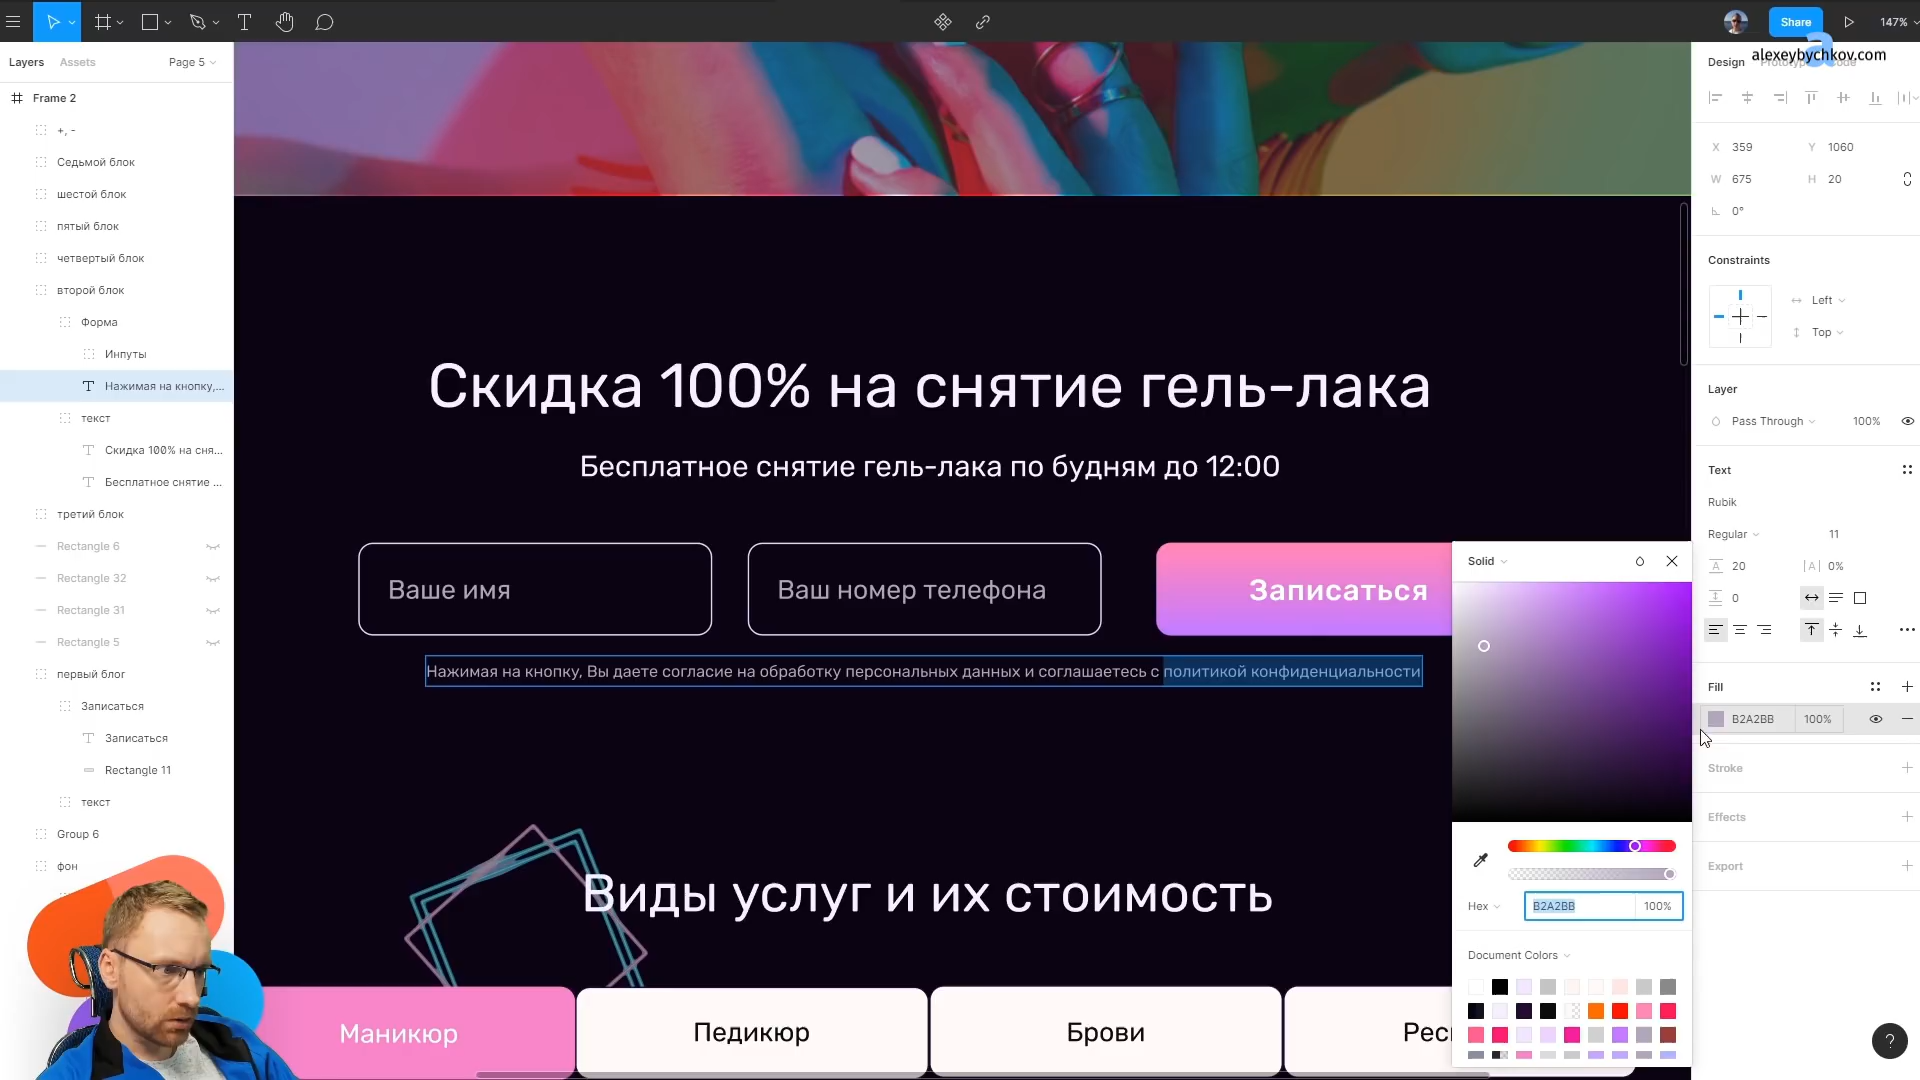 Share
147%
alexeybychkov.com
Layers
Assets
Page 5
Design
Frame 2
+, -
Седьмой блок
шестой блок
пятый блок
четвертый блок
второй блок
Форма
Инпуты
Нажимая на кнопку,...
текст
Скидка 100% на сня...
Бесплатное снятие ...
третий блок
Rectangle 6
Rectangle 32
Rectangle 31
Rectangle 5
первый блог
Записаться
Записаться
Rectangle 11
текст
Group 6
фон
Скидка 100% на снятие гель-лака
Бесплатное снятие гель-лака по будням до 12:00
Ваше имя
Ваш номер телефона
Записаться
Нажимая на кнопку, Вы даете согласие на обработку персональных данных и соглашаетесь с политикой конфиденциальности
Виды услуг и их стоимость
Маникюр
Педикюр
Брови
Рес
Solid
Hex
B2A2BB
100%
Document Colors
X 359
Y 1060
W 675
H 20
0°
Constraints
Left
Top
Layer
Pass Through
100%
Text
Rubik
Regular
11
A 20
|A| 0%
0
Fill
B2A2BB
100%
Stroke
Effects
Export
?